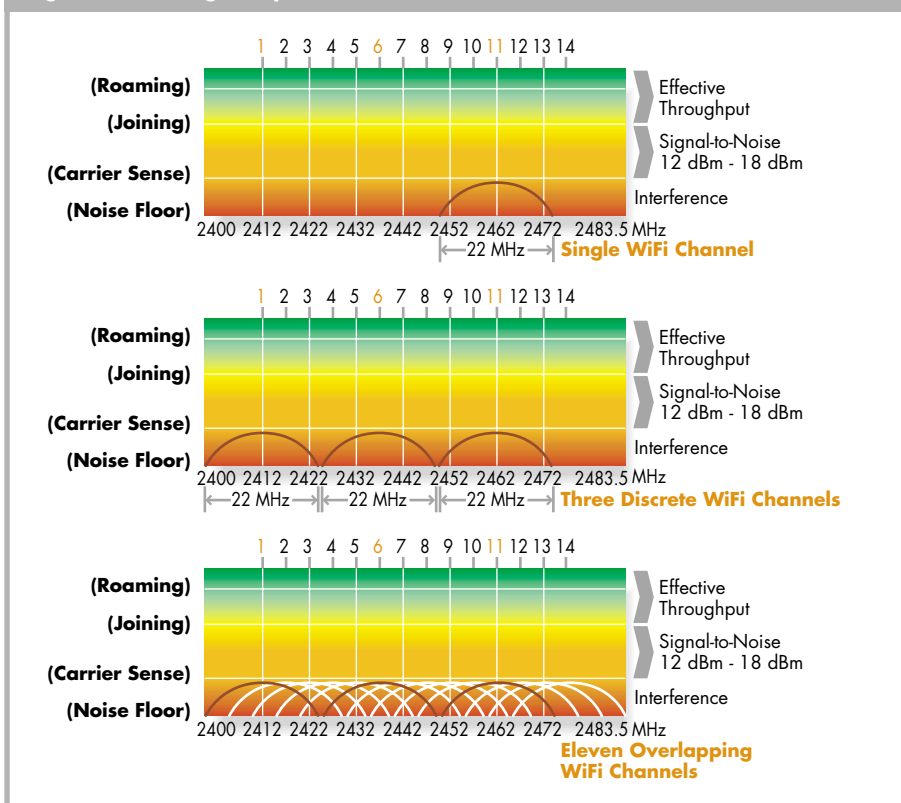 1 2 3 4 5 6 7 8 9 10 11 12 13 14
(Roaming)
Effective
Throughput
(Joining)
Signal-to-Noise
12 dBm - 18 dBm
(Carrier Sense)
Interference
(Noise Floor)
2400 2412 2422 2432 2442 2452 2462 2472 2483.5 MHz
22 MHz
Single WiFi Channel
1 2 3 4 5 6 7 8 9 10 11 12 13 14
(Roaming)
Effective
Throughput
(Joining)
Signal-to-Noise
12 dBm - 18 dBm
(Carrier Sense)
Interference
(Noise Floor)
2400 2412 2422 2432 2442 2452 2462 2472 2483.5 MHz
22 MHz 22 MHz 22 MHz
Three Discrete WiFi Channels
1 2 3 4 5 6 7 8 9 10 11 12 13 14
(Roaming)
Effective
Throughput
(Joining)
Signal-to-Noise
12 dBm - 18 dBm
(Carrier Sense)
Interference
(Noise Floor)
2400 2412 2422 2432 2442 2452 2462 2472 2483.5 MHz
Eleven Overlapping
WiFi Channels